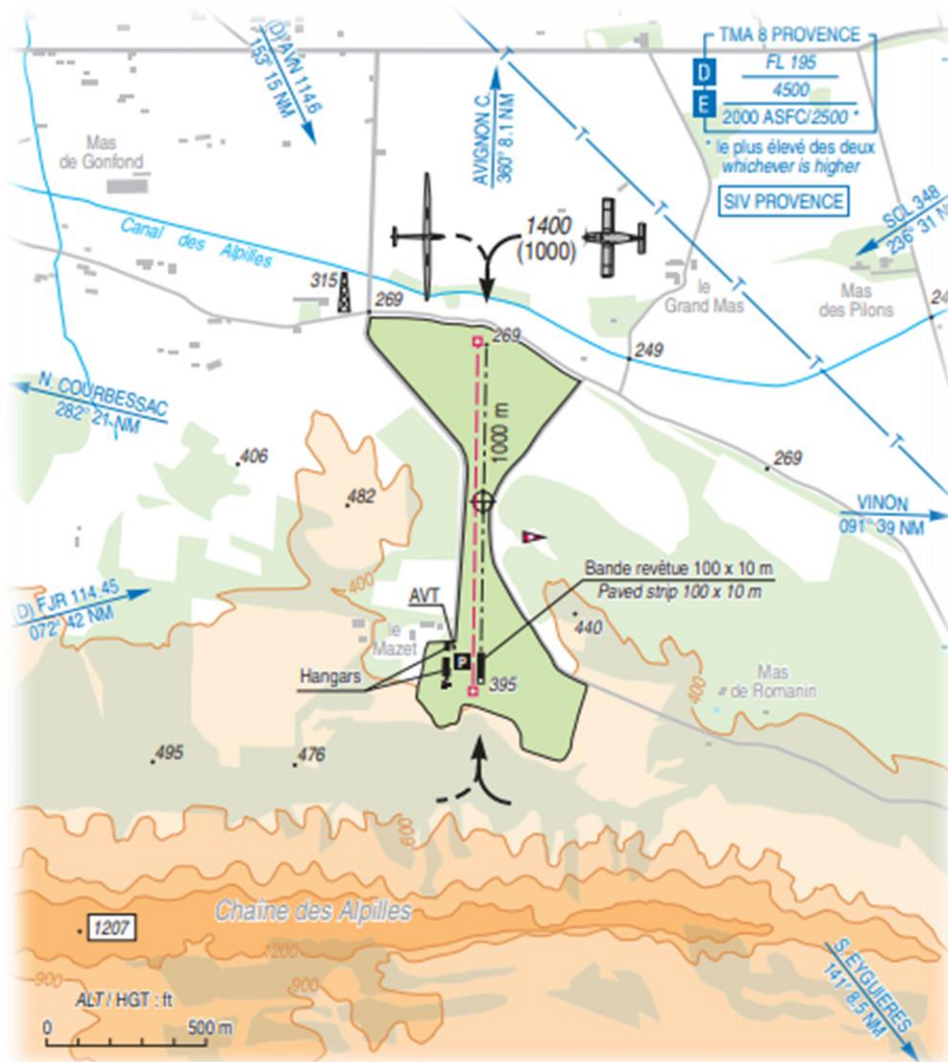 (D) AVN 114.6
153° 15 NM
AVIGNON C.
360° 8.1 NM
T
TMA 8 PROVENCE
D
E
FL 195
4500
2000 ASFC/2500 *
* le plus élevé des deux
whichever is higher
SIV PROVENCE
SCL 348
Mas
de Gonfond
Canal des Alpilles
T
1400
(1000)
T
le
Grand Mas
Mas
des Pilons
T
315
269
269
249
T
N. COURBESSAC
282° 21 NM
1000 m
T
406
482
269
VINON
091° 39 NM
400
(D) FJR 114.45
072° 42 NM
AVT
Bande revêtue 100 x 10 m
Paved strip 100 x 10 m
le
Mazet
440
Hangars
P
395
Mas
de Romanin
400
495
476
600
Chaîne des Alpilles
1207
1200
900
900
S. EYGUIERES
141° 8.5 NM
ALT / HGT : ft
0
500 m